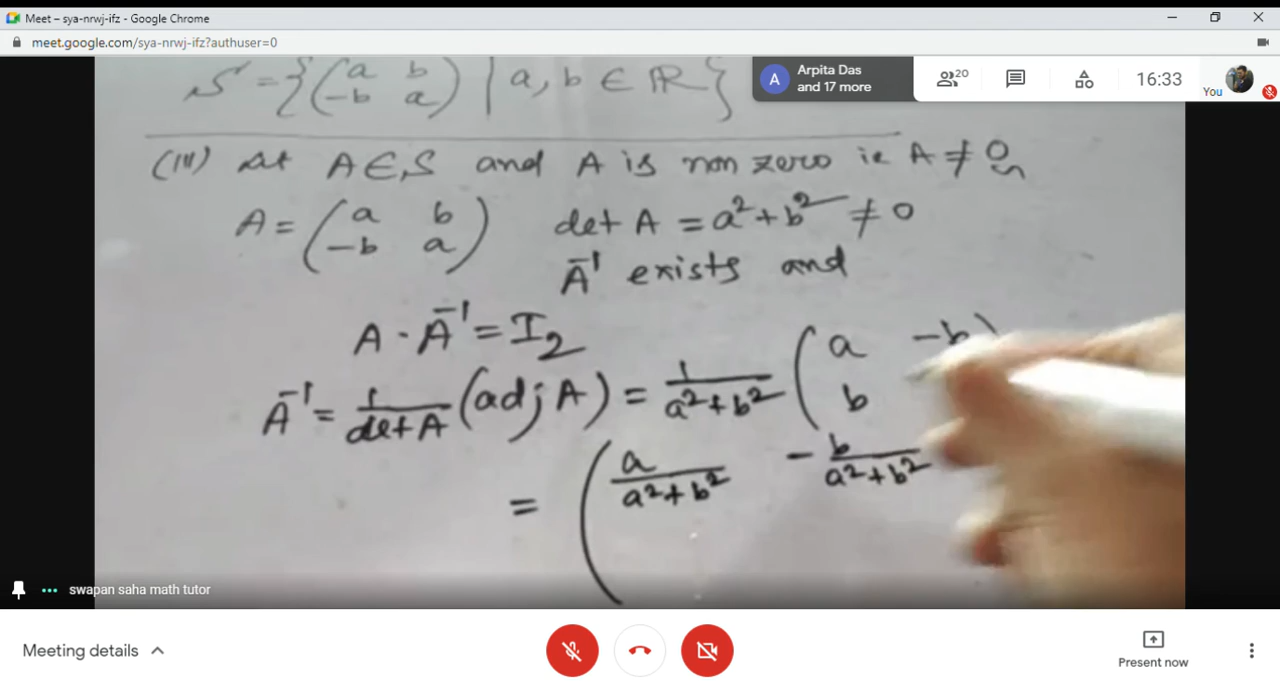 Meet – sya-nrwj-ifz - Google Chrome
meet.google.com/sya-nrwj-ifz?authuser=0
S = {(a b
-b a) | a, b ∈ ℝ}
A
Arpita Das
and 17 more
20
16:33
You
(III) Let A∈S and A is non zero ie A ≠ 0
A = (a b
-b a) det A = a²+b² ≠ 0
A⁻¹ exists and
A · A⁻¹ = I₂
A⁻¹ = 1/det A (adj A) = 1/a²+b² (a -b)
b
= (a/a²+b² -b/a²+b²
swapan saha math tutor
Meeting details
Present now